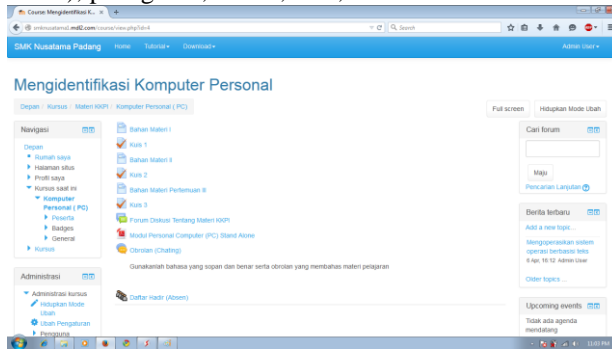 Course: Mengidentifikasi K...
smknusatama1.mdl2.com/course/view.php?id=4
Search
SMK Nusatama Padang Home Tutorial Download
Admin User
Mengidentifikasi Komputer Personal
Depan / Kursus / Materi KKPI / Komputer Personal ( PC)
Full screen
Hidupkan Mode Ubah
Navigasi
Depan
Rumah saya
Halaman situs
Profil saya
Kursus saat ini
Komputer
Personal ( PC)
Peserta
Badges
General
Kursus
Administrasi
Administrasi kursus
Hidupkan Mode
Ubah
Ubah Pengaturan
Pengguna
Bahan Materi I
Kuis 1
Bahan Materi II
Kuis 2
Bahan Materi Pertemuan III
Kuis 3
Forum Diskusi Tentang Materi KKPI
Modul Personal Computer (PC) Stand Alone
Obrolan (Chating)
Gunakanlah bahasa yang sopan dan benar serta obrolan yang membahas materi pelajaran
Daftar Hadir (Absen)
Cari forum
Maju
Pencarian Lanjutan
Berita terbaru
Add a new topic...
Mengoperasikan sistem
operasi berbasis teks
6 Apr, 18:12 Admin User
Older topics ...
Upcoming events
Tidak ada agenda
mendatang
11:03 PM